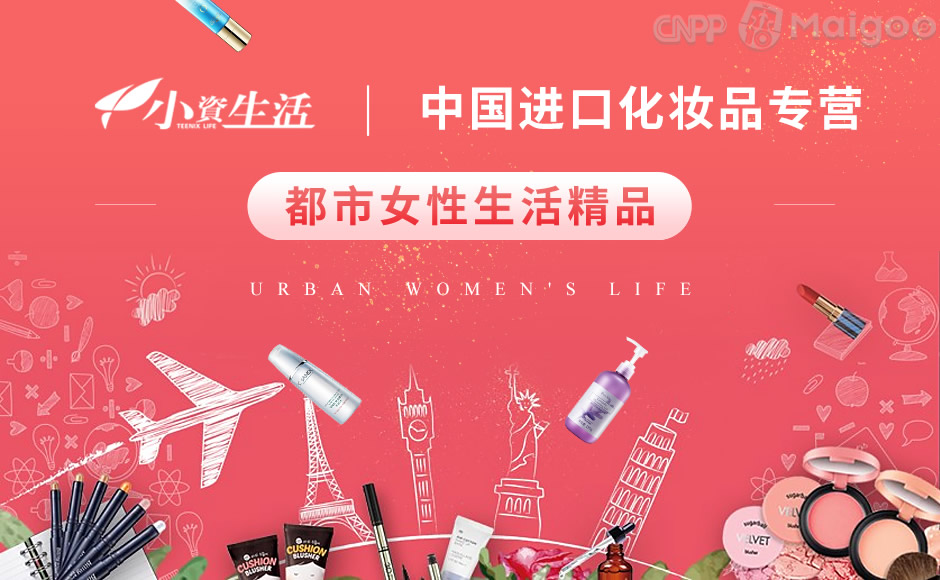 CNPP Maigoo
小資生活
TEENIX LIFE
中国进口化妆品专营
都市女性生活精品
URBAN WOMEN'S LIFE
CUSHION
BLUSHER
CUSHION
BLUSHER
VELVET
VELVET